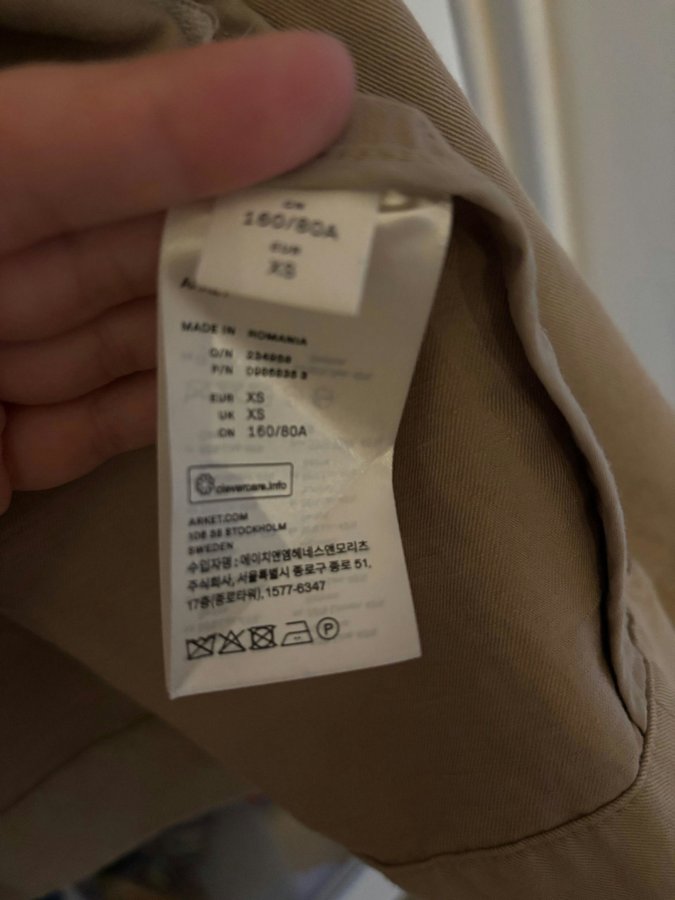 CN
160/80A
EUR
XS
ARKET
MADE IN ROMANIA
O/N
P/N
EUR XS
UK XS
CN 160/80A
clevercare.info
ARKET.COM
106 38 STOCKHOLM
SWEDEN
수입자명 : 에이치앤엠헤네스앤모리츠
주식회사, 서울특별시 종로구 종로 51,
17층(종로타워), 1577-6347
P